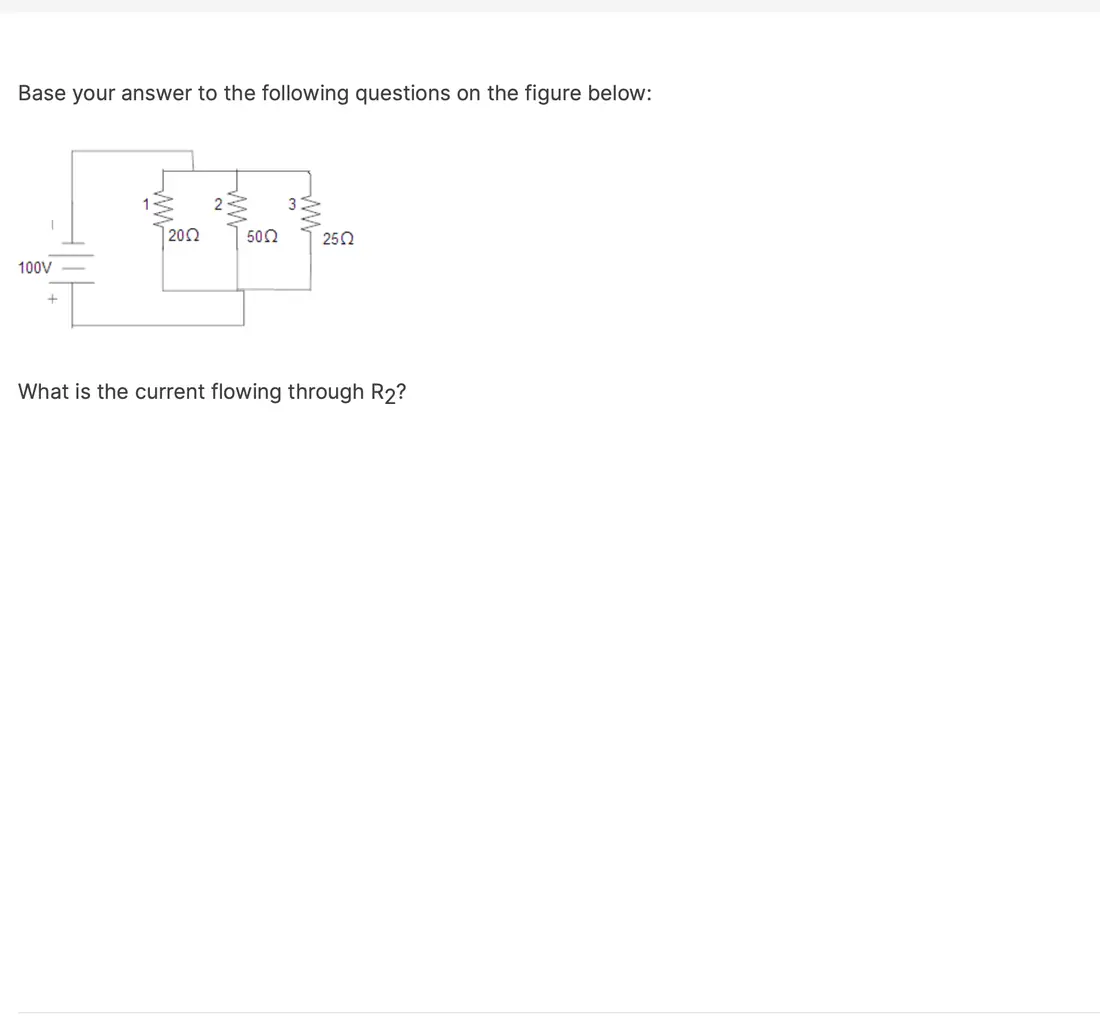 Base your answer to the following questions on the figure below:
1 2 3
20Ω 50Ω 25Ω
100V
+
What is the current flowing through R2?